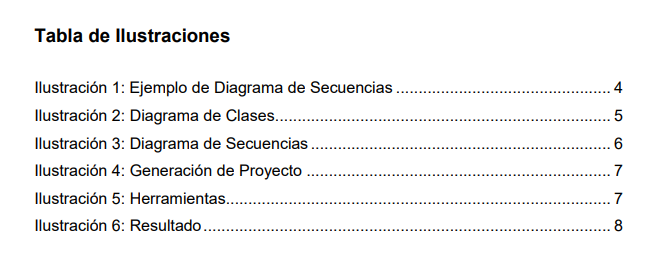 Tabla de Ilustraciones
Ilustración 1: Ejemplo de Diagrama de Secuencias ................................................ 4
Ilustración 2: Diagrama de Clases.......................................................................... 5
Ilustración 3: Diagrama de Secuencias .................................................................. 6
Ilustración 4: Generación de Proyecto ................................................................... 7
Ilustración 5: Herramientas..................................................................................... 7
Ilustración 6: Resultado .......................................................................................... 8